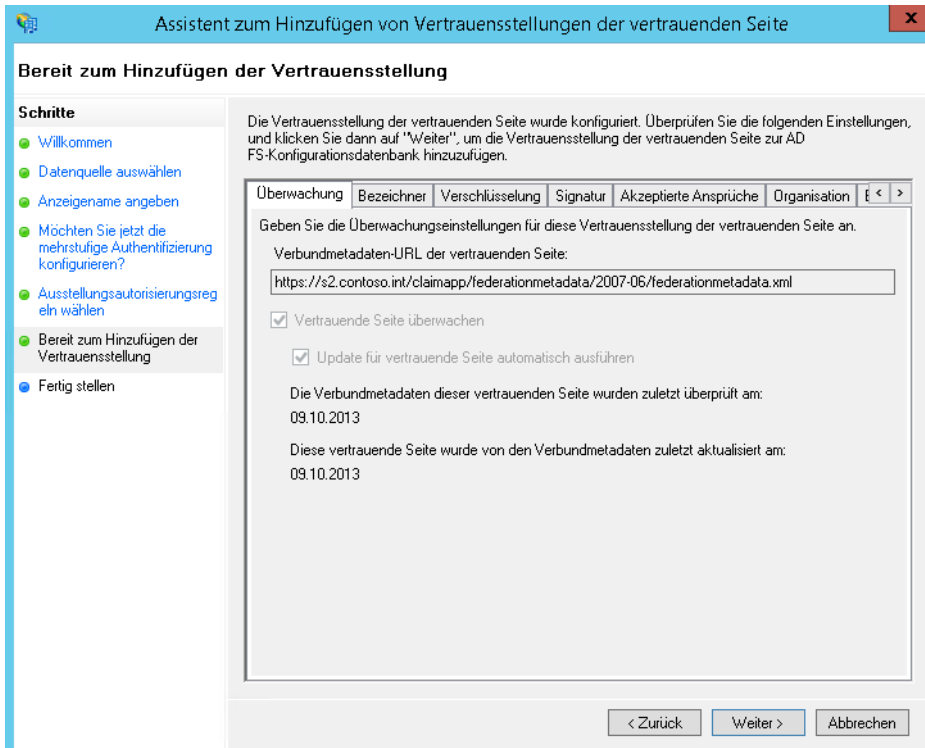 Assistent zum Hinzufügen von Vertrauensstellungen der vertrauenden Seite
x
Bereit zum Hinzufügen der Vertrauensstellung
Schritte
Willkommen
Datenquelle auswählen
Anzeigename angeben
Möchten Sie jetzt die
mehrstufige Authentifizierung
konfigurieren?
Ausstellungsautorisierungsreg
eln wählen
Bereit zum Hinzufügen der
Vertrauensstellung
Fertig stellen
Die Vertrauensstellung der vertrauenden Seite wurde konfiguriert. Überprüfen Sie die folgenden Einstellungen,
und klicken Sie dann auf "Weiter", um die Vertrauensstellung der vertrauenden Seite zur AD
FS-Konfigurationsdatenbank hinzuzufügen.
Überwachung Bezeichner Verschlüsselung Signatur Akzeptierte Ansprüche Organisation < >
Geben Sie die Überwachungseinstellungen für diese Vertrauensstellung der vertrauenden Seite an.
Verbundmetadaten-URL der vertrauenden Seite:
https://s2.contoso.int/claimapp/federationmetadata/2007-06/federationmetadata.xml
Vertrauende Seite überwachen
Update für vertrauende Seite automatisch ausführen
Die Verbundmetadaten dieser vertrauenden Seite wurden zuletzt überprüft am:
09.10.2013
Diese vertrauende Seite wurde von den Verbundmetadaten zuletzt aktualisiert am:
09.10.2013
< Zurück Weiter > Abbrechen